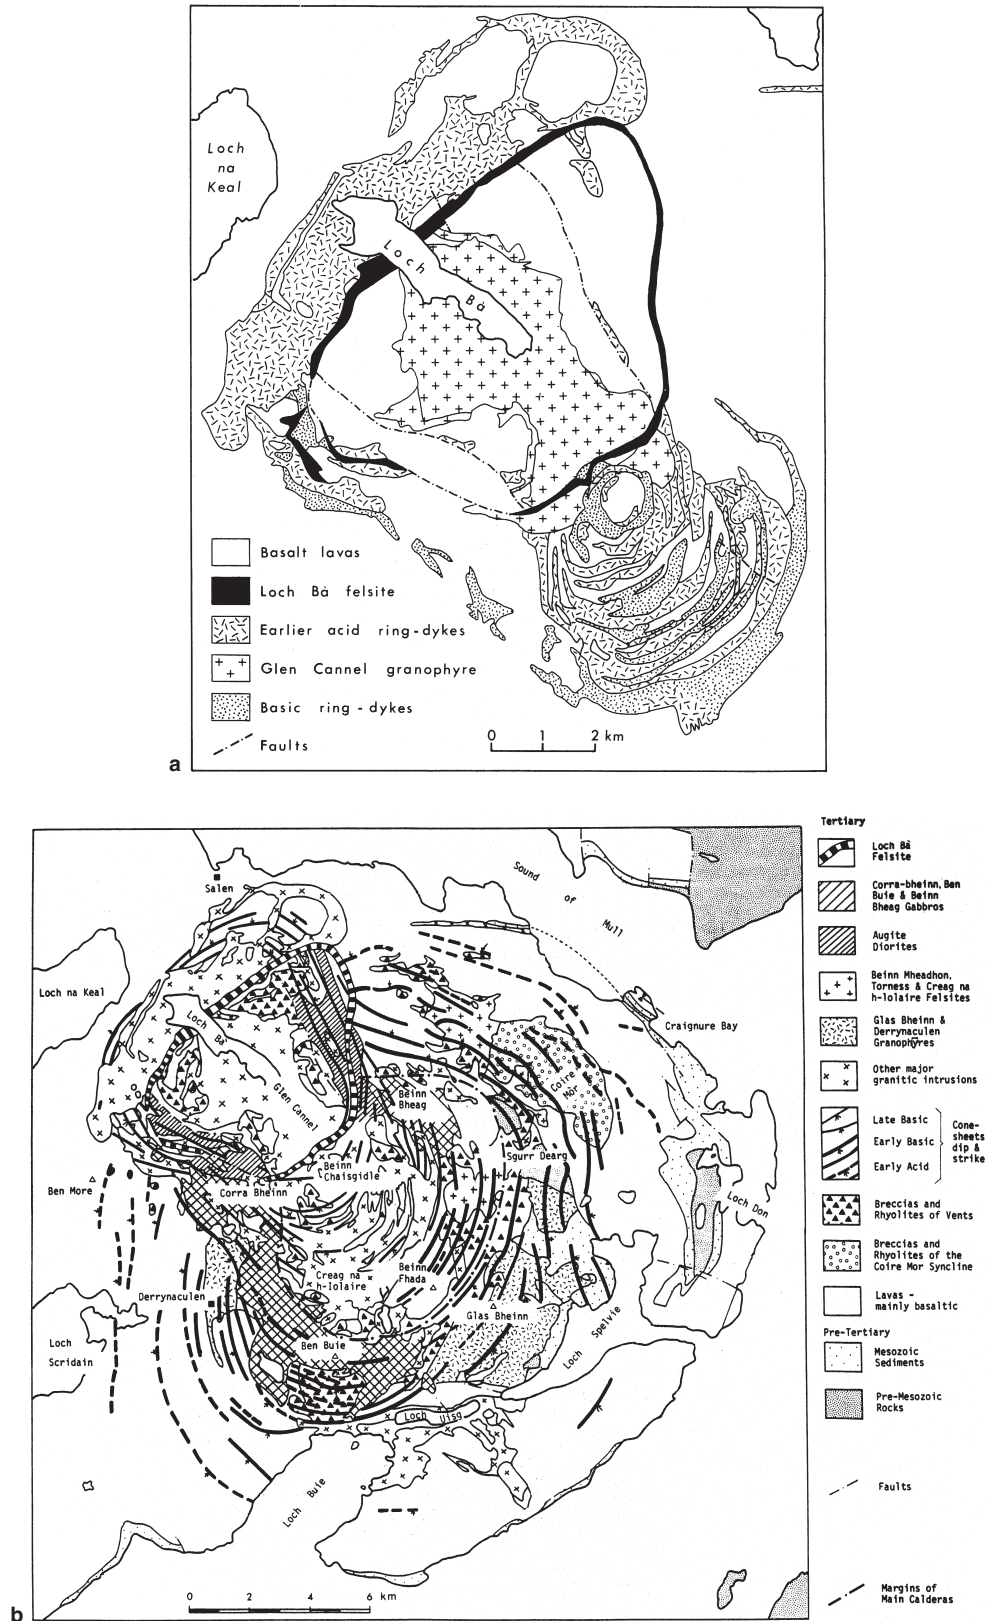 Loch
na
Keal
Loch
Bà
Basalt lavas
Loch Bà felsite
Earlier acid ring-dykes
Glen Cannel granophyre
Basic ring-dykes
Faults
0 1 2 km
a
Tertiary
Loch Bà
Felsite
Corra-bheinn, Ben
Buie & Beinn
Bheag Gabbros
Augite
Diorites
Beinn Mheadhon,
Torness & Creag na
h-Iolaire Felsites
Glas Bheinn &
Derrynaculen
Granophyres
Other major
granitic intrusions
Late Basic
Early Basic
Early Acid
Cone-
sheets
dip &
strike
Breccias and
Rhyolites of Vents
Breccias and
Rhyolites of the
Coire Mor Syncline
Lavas -
mainly basaltic
Pre-Tertiary
Mesozoic
Sediments
Pre-Mesozoic
Rocks
Faults
Margins of
Main Calderas
Sound
of
Mull
Salen
Loch na Keal
Loch
Bà
Craignure Bay
Glen Cannel
Beinn
Bheag
Coire
Mòr
Sgurr Dearg
Beinn
Chaisgidle
Ben More
Corra Bheinn
Loch Don
Creag na
h-Iolaire
Beinn
Fhada
Derrynaculen
Glas Bheinn
Loch
Spelvie
Loch
Scridain
Ben Buie
Loch Uisg
Loch Buie
0 2 4 6 km
b